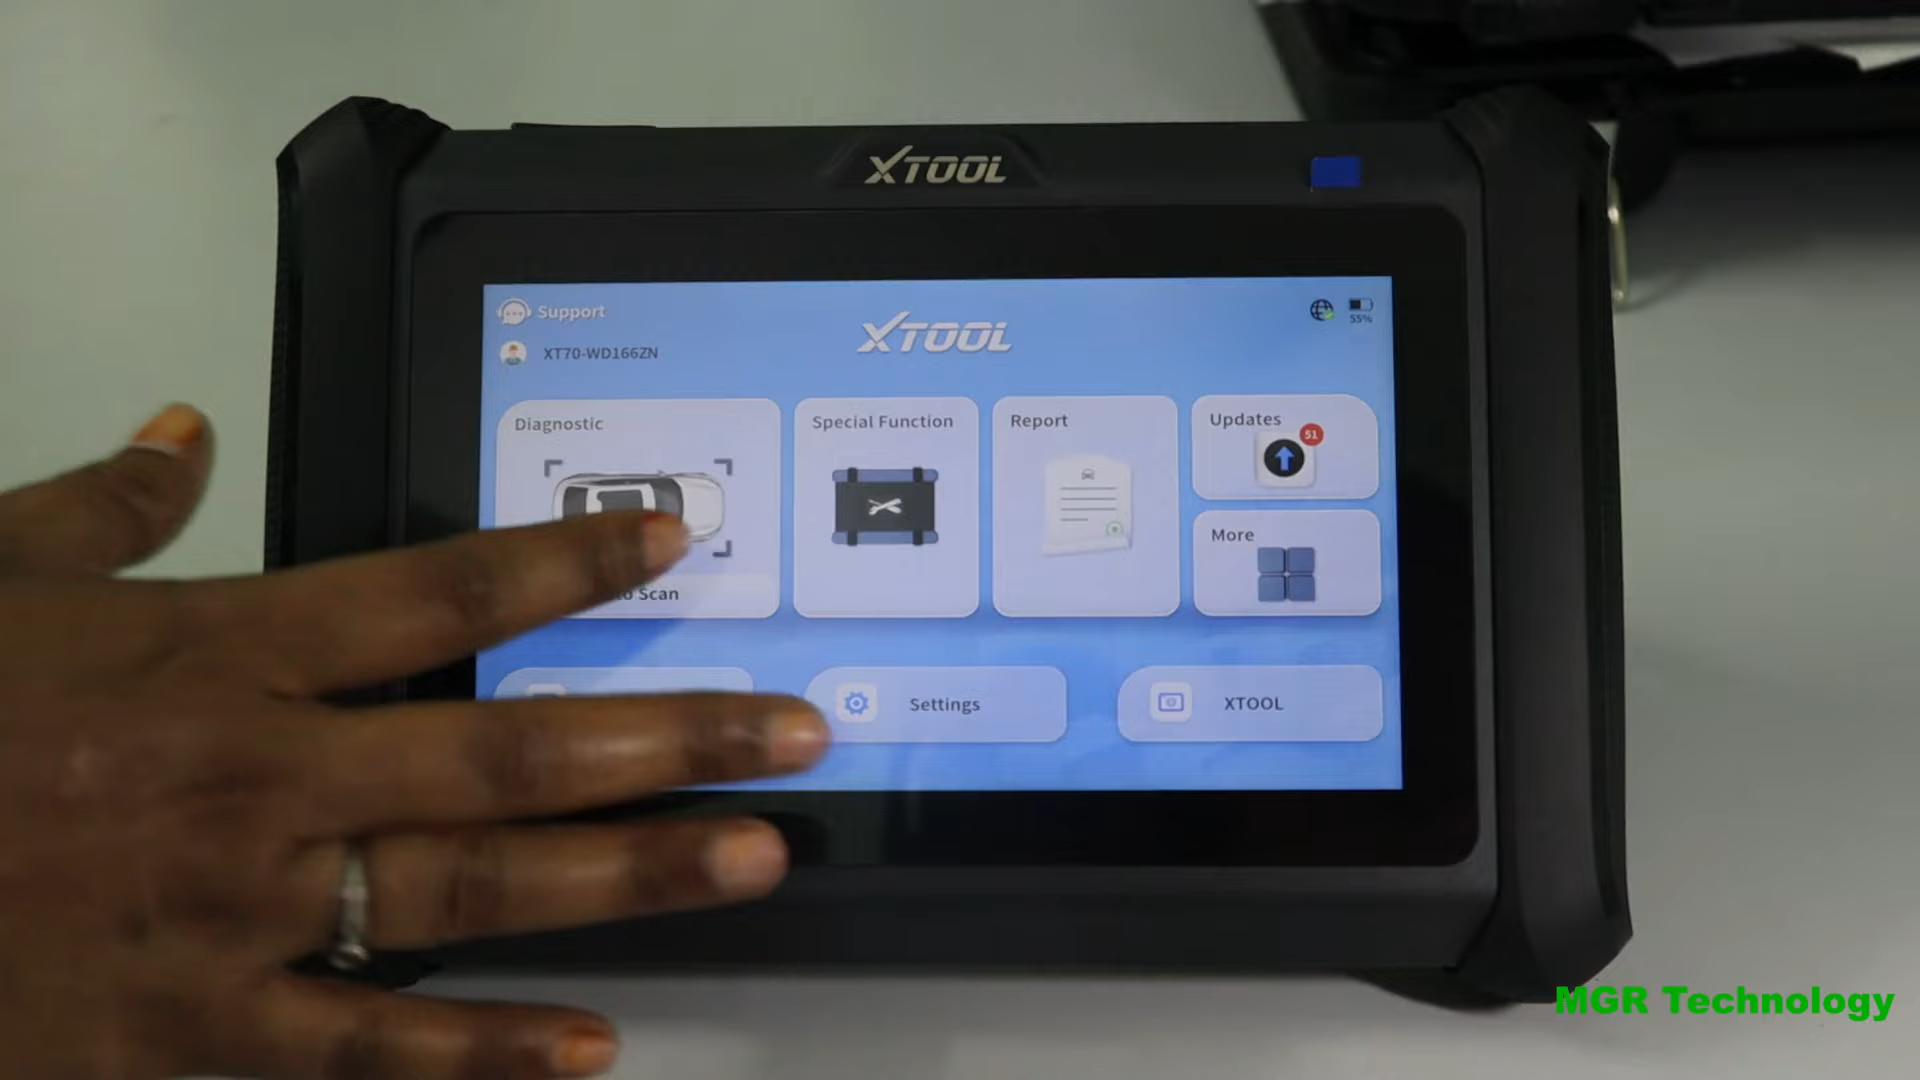 XTOOL
Support
XTOOL
55%
XT70-WD166ZN
Diagnostic
Special Function
Report
Updates
51
More
Scan
Settings
XTOOL
MGR Technology